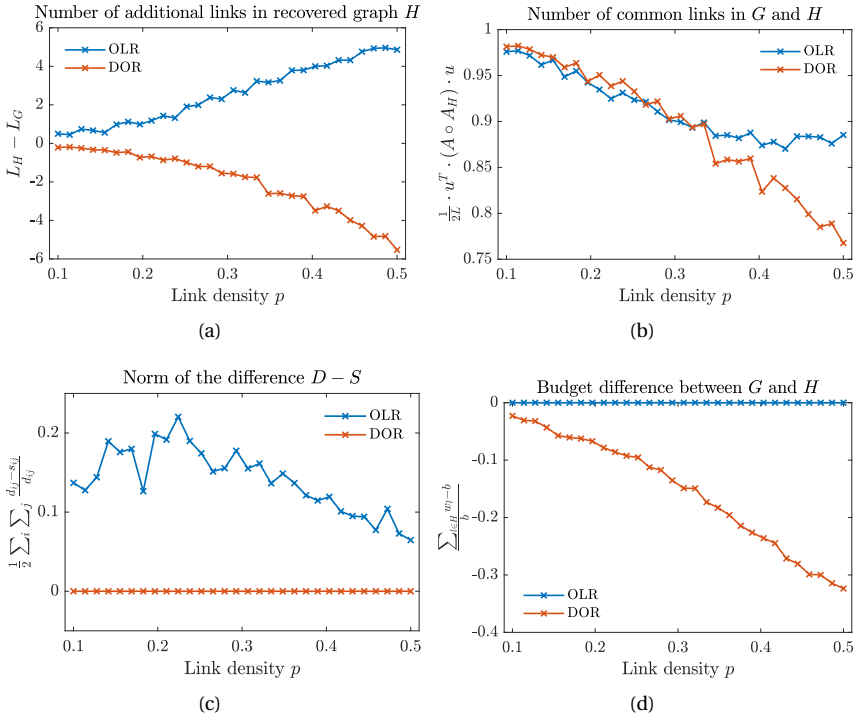 Number of additional links in recovered graph H
L_H − L_G
6
4
2
0
-2
-4
-6
OLR
DOR
0.1 0.2 0.3 0.4 0.5
Link density p
(a)
Number of common links in G and H
1/2L · u^T · (A ∘ A_H) · u
1
0.95
0.9
0.85
0.8
0.75
OLR
DOR
0.1 0.2 0.3 0.4 0.5
Link density p
(b)
Norm of the difference D − S
1/2 ∑_i ∑_j d_ij−s_ij/d_ij
0.2
0.1
0
OLR
DOR
0.1 0.2 0.3 0.4 0.5
Link density p
(c)
Budget difference between G and H
∑_{l∈H} w_l−b/b
0
-0.1
-0.2
-0.3
-0.4
OLR
DOR
0.1 0.2 0.3 0.4 0.5
Link density p
(d)